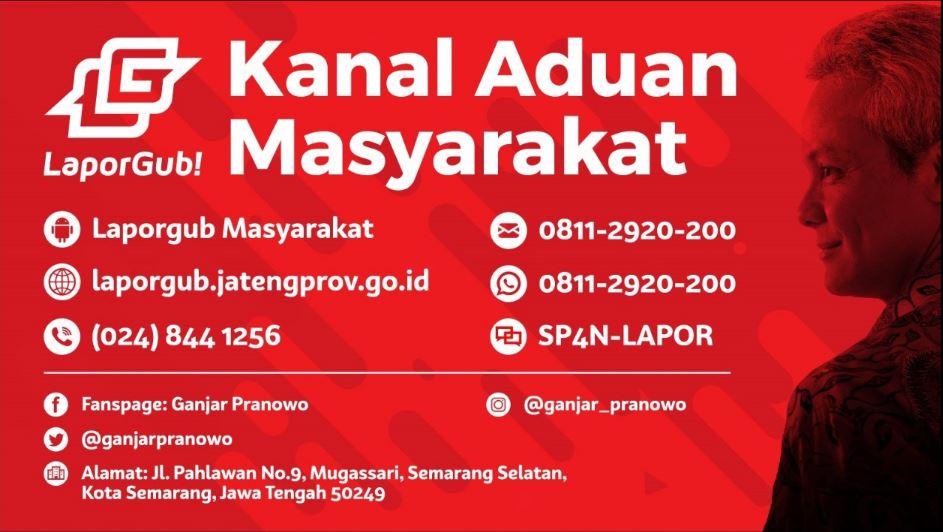 Kanal Aduan
Masyarakat
LaporGub!
Laporgub Masyarakat
laporgub.jatengprov.go.id
(024) 844 1256
0811-2920-200
0811-2920-200
SP4N-LAPOR
Fanspage: Ganjar Pranowo
@ganjar_pranowo
@ganjarpranowo
Alamat: Jl. Pahlawan No.9, Mugassari, Semarang Selatan,
Kota Semarang, Jawa Tengah 50249